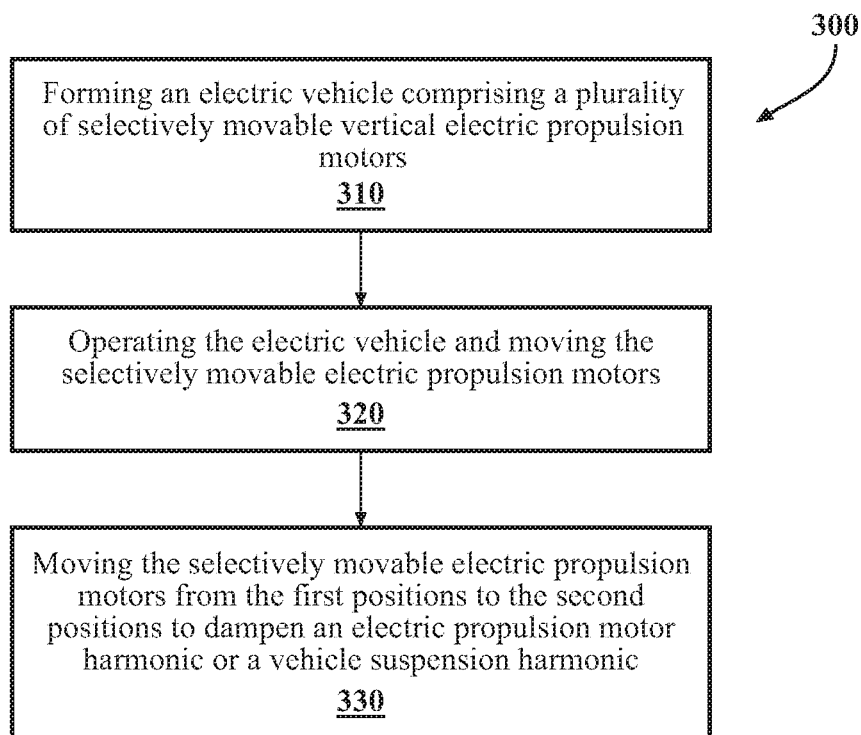 300
Forming an electric vehicle comprising a plurality
of selectively movable vertical electric propulsion
motors
310
Operating the electric vehicle and moving the
selectively movable electric propulsion motors
320
Moving the selectively movable electric propulsion
motors from the first positions to the second
positions to dampen an electric propulsion motor
harmonic or a vehicle suspension harmonic
330